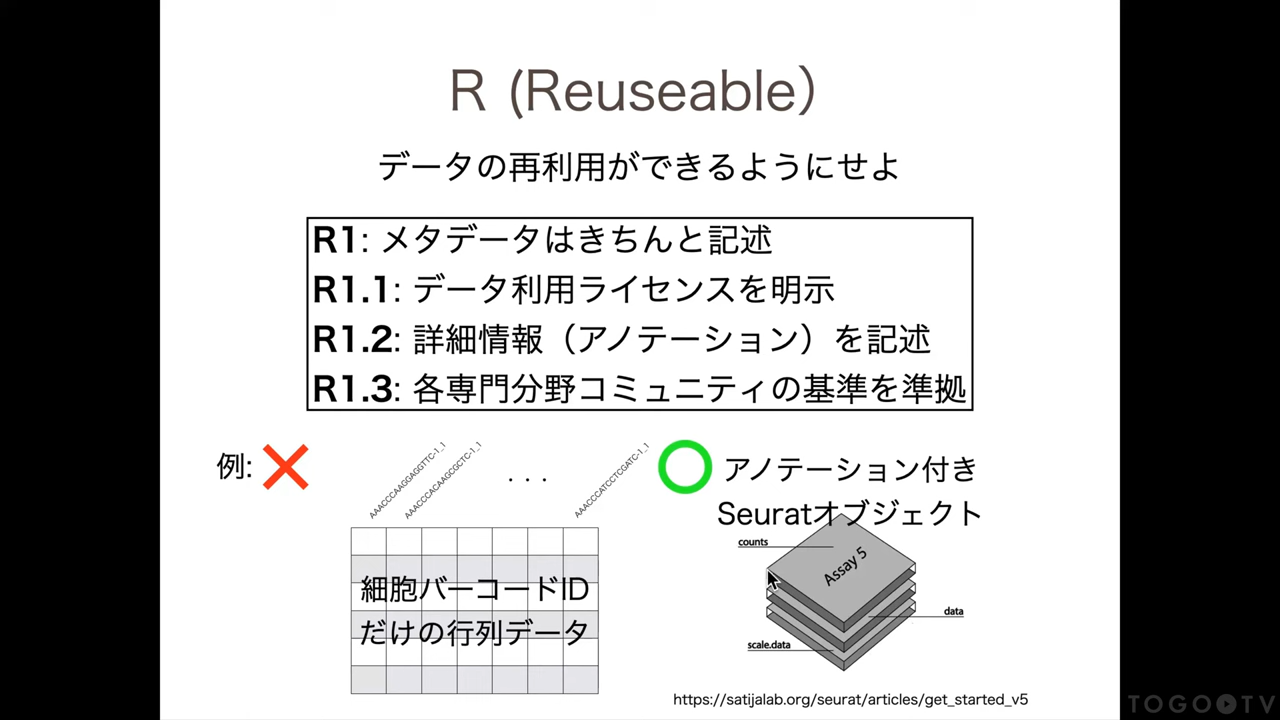 R (Reuseable)
データの再利用ができるようにせよ
R1: メタデータはきちんと記述
R1.1: データ利用ライセンスを明示
R1.2: 詳細情報（アノテーション）を記述
R1.3: 各専門分野コミュニティの基準を準拠
例:
AAACCCAAGGAGGTTC-1_1
AAACCCACAAGCGCTC-1_1
...
AAACCCATCCTCGATC-1_1
細胞バーコードID
だけの行列データ
アノテーション付き
Seuratオブジェクト
counts
Assay 5
data
scale.data
https://satijalab.org/seurat/articles/get_started_v5
TOGO TV